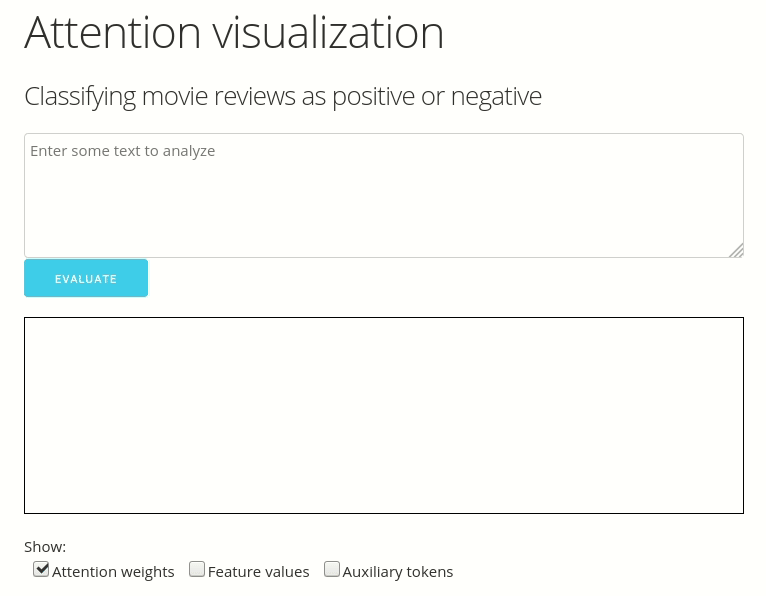 Attention visualization
Classifying movie reviews as positive or negative
Enter some text to analyze
EVALUATE
Show:
Attention weights Feature values Auxiliary tokens